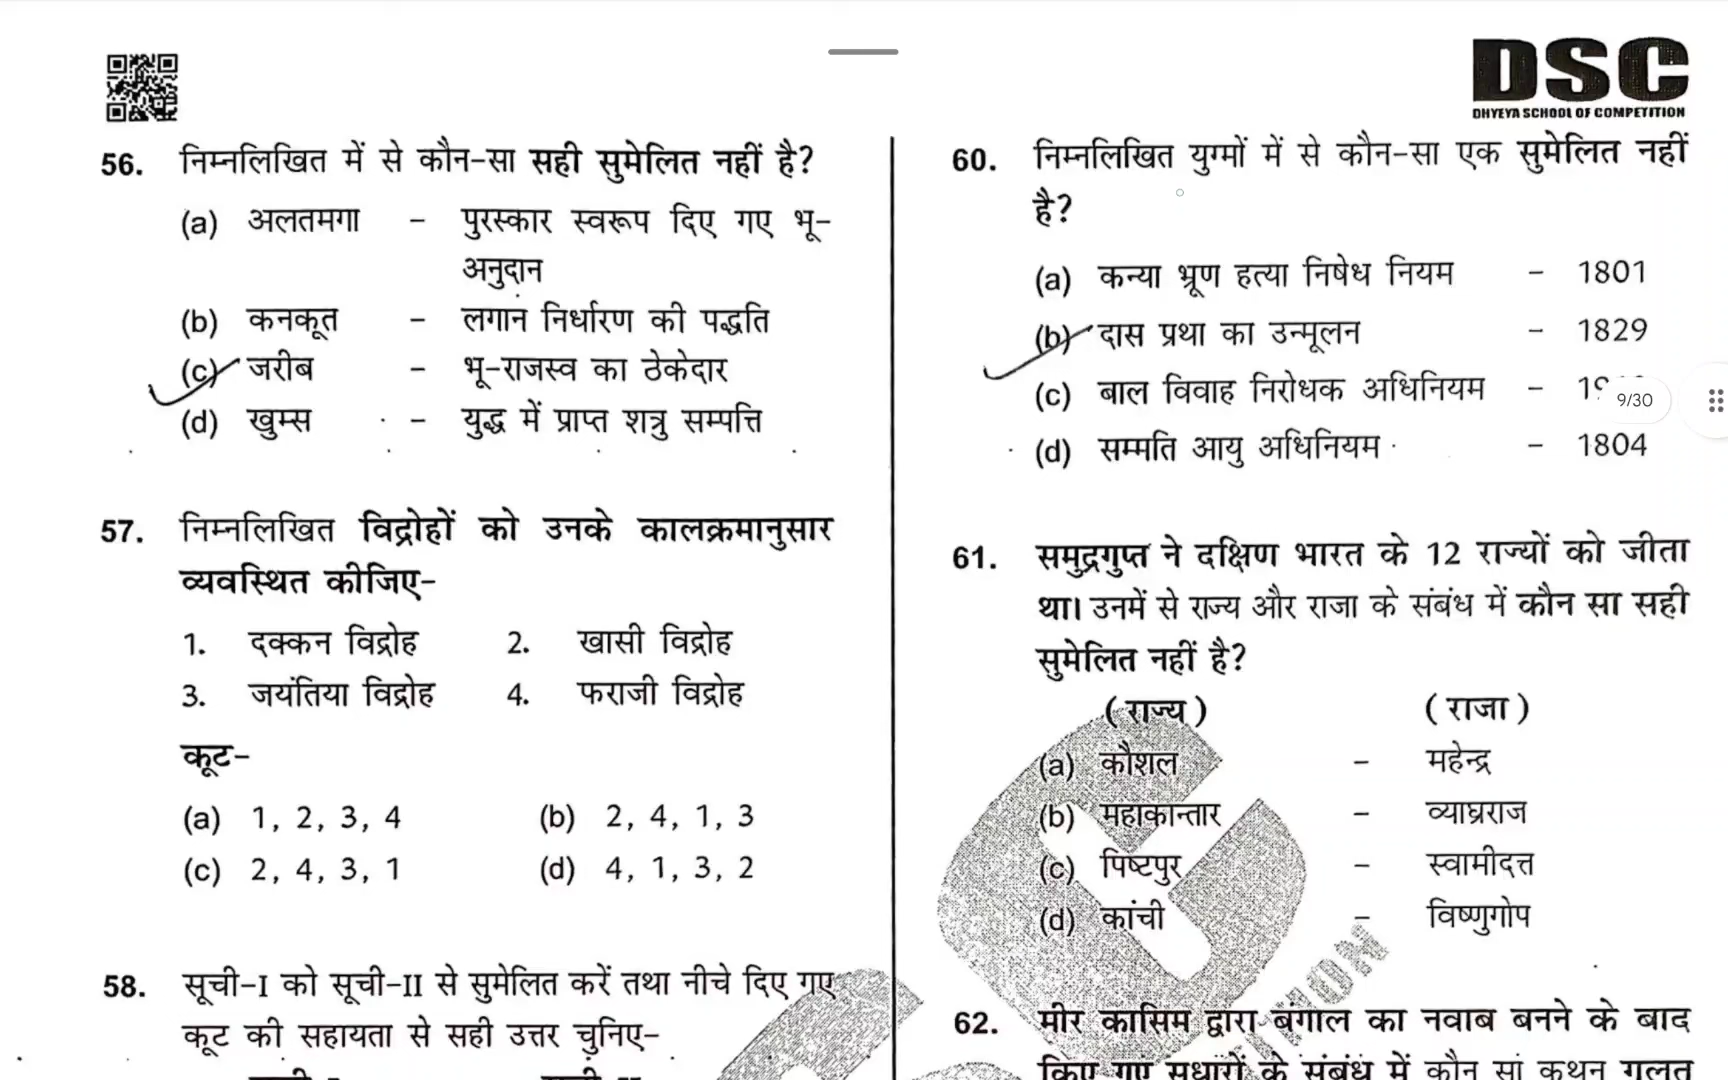 DSC
DHYEYA SCHOOL OF COMPETITION
56. निम्नलिखित में से कौन-सा सही सुमेलित नहीं है?
(a) अलतमगा – पुरस्कार स्वरूप दिए गए भू-
अनुदान
(b) कनकूत – लगान निर्धारण की पद्धति
(c) जरीब – भू-राजस्व का ठेकेदार
(d) खुम्स – युद्ध में प्राप्त शत्रु सम्पत्ति
57. निम्नलिखित विद्रोहों को उनके कालक्रमानुसार
व्यवस्थित कीजिए-
1. दक्कन विद्रोह 2. खासी विद्रोह
3. जयंतिया विद्रोह 4. फराजी विद्रोह
कूट-
(a) 1, 2, 3, 4 (b) 2, 4, 1, 3
(c) 2, 4, 3, 1 (d) 4, 1, 3, 2
58. सूची-I को सूची-II से सुमेलित करें तथा नीचे दिए गए
कूट की सहायता से सही उत्तर चुनिए-
60. निम्नलिखित युग्मों में से कौन-सा एक सुमेलित नहीं
है?
(a) कन्या भ्रूण हत्या निषेध नियम – 1801
(b) दास प्रथा का उन्मूलन – 1829
(c) बाल विवाह निरोधक अधिनियम –
9/30
(d) सम्मति आयु अधिनियम – 1804
61. समुद्रगुप्त ने दक्षिण भारत के 12 राज्यों को जीता
था। उनमें से राज्य और राजा के संबंध में कौन सा सही
सुमेलित नहीं है?
(राज्य) (राजा)
(a) कौशल – महेन्द्र
(b) महाकान्तार – व्याघ्रराज
(c) पिष्टपुर – स्वामीदत्त
(d) कांची – विष्णुगोप
62. मीर कासिम द्वारा बंगाल का नवाब बनने के बाद
किए गए सुधारों के संबंध में कौन सा कथन गलत